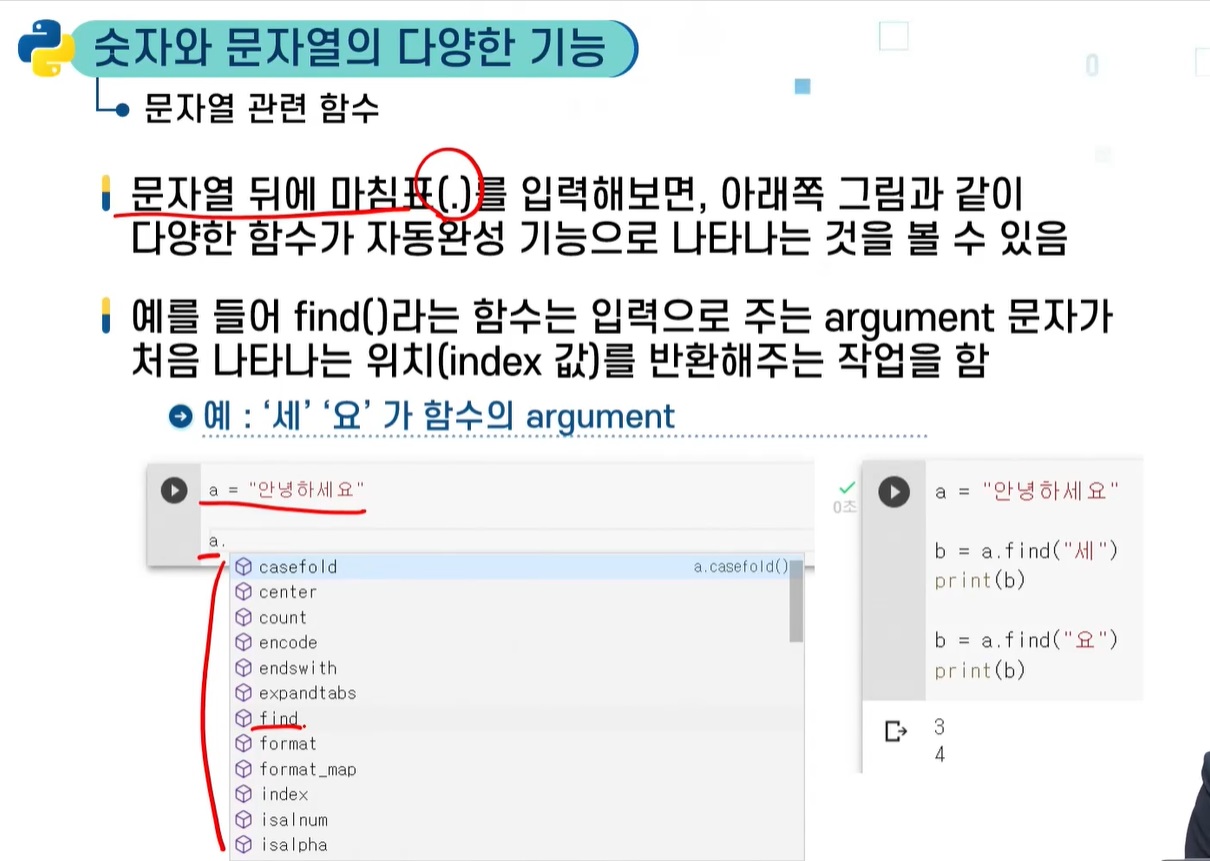 숫자와 문자열의 다양한 기능
문자열 관련 함수
문자열 뒤에 마침표(.)를 입력해보면, 아래쪽 그림과 같이
다양한 함수가 자동완성 기능으로 나타나는 것을 볼 수 있음
예를 들어 find()라는 함수는 입력으로 주는 argument 문자가
처음 나타나는 위치(index 값)를 반환해주는 작업을 함
예 : ‘세’ ‘요’ 가 함수의 argument
a = "안녕하세요"
a.
casefold a.casefold()
center
count
encode
endswith
expandtabs
find
format
format_map
index
isalnum
isalpha
0초
a = "안녕하세요"
b = a.find("세")
print(b)
b = a.find("요")
print(b)
3
4